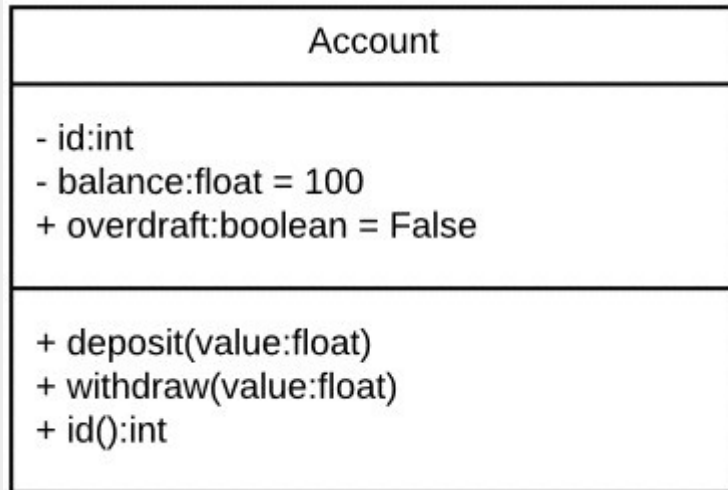 Account
- id:int
- balance:float = 100
+ overdraft:boolean = False
+ deposit(value:float)
+ withdraw(value:float)
+ id():int